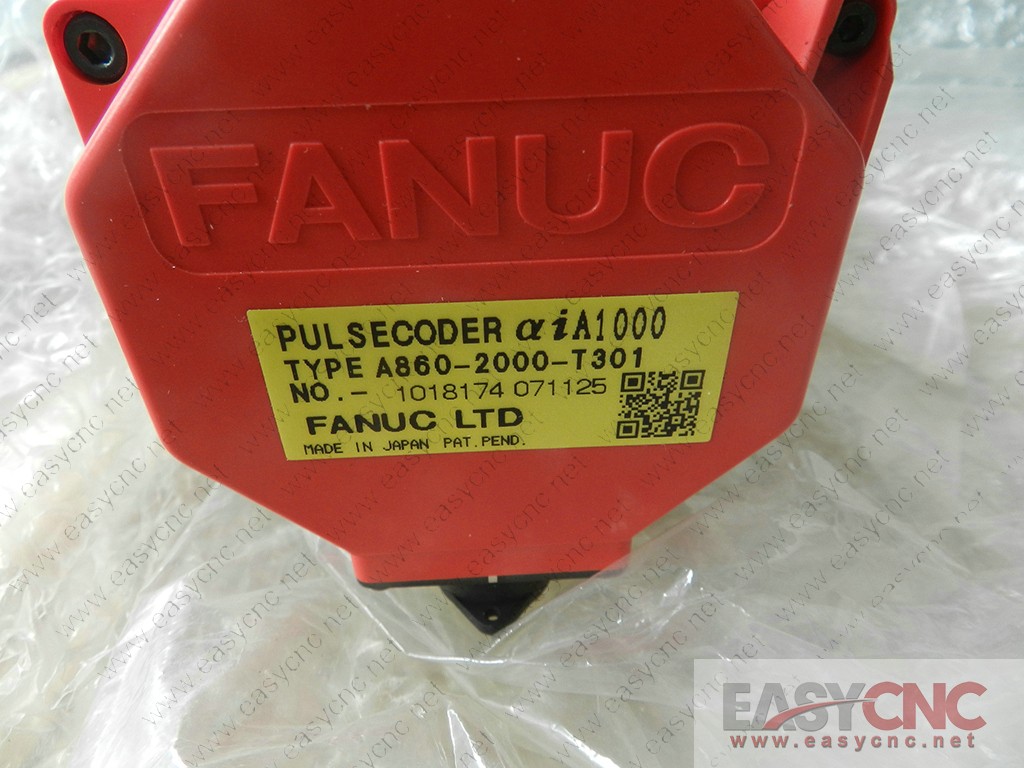 FANUC
PULSECODER αiA1000
TYPE A860-2000-T301
NO.- 1018174 071125
FANUC LTD
MADE IN JAPAN PAT.PEND.
EASYCNC
www.easycnc.net